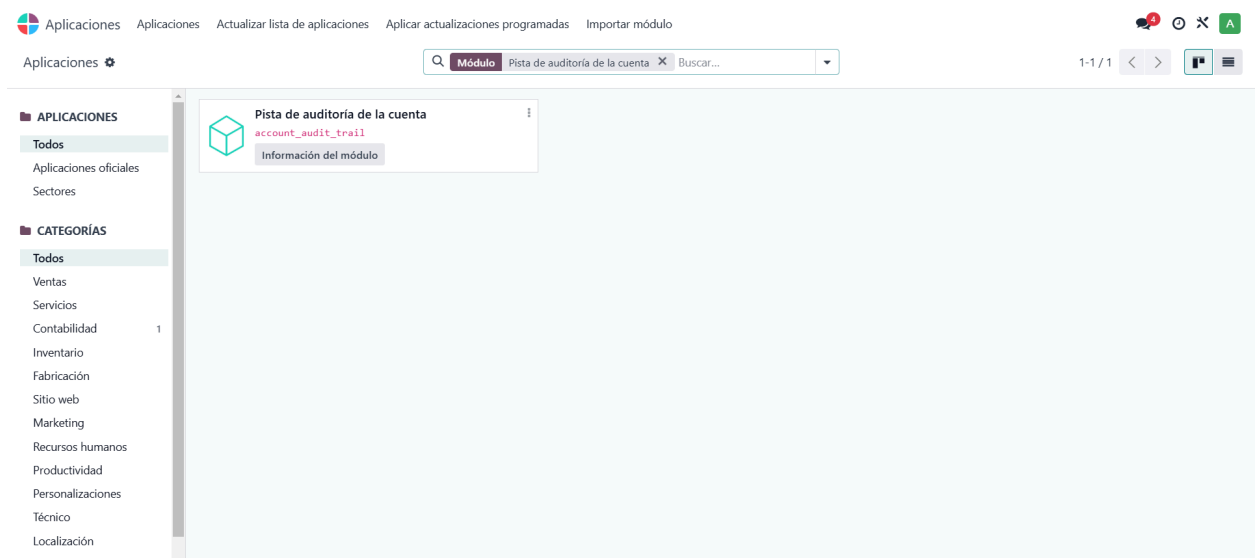 Aplicaciones Aplicaciones Actualizar lista de aplicaciones Aplicar actualizaciones programadas Importar módulo 4 A
Aplicaciones Módulo Pista de auditoría de la cuenta Buscar... 1-1 / 1
APLICACIONES
Todos
Aplicaciones oficiales
Sectores
CATEGORÍAS
Todos
Ventas
Servicios
Contabilidad 1
Inventario
Fabricación
Sitio web
Marketing
Recursos humanos
Productividad
Personalizaciones
Técnico
Localización
Pista de auditoría de la cuenta
account_audit_trail
Información del módulo